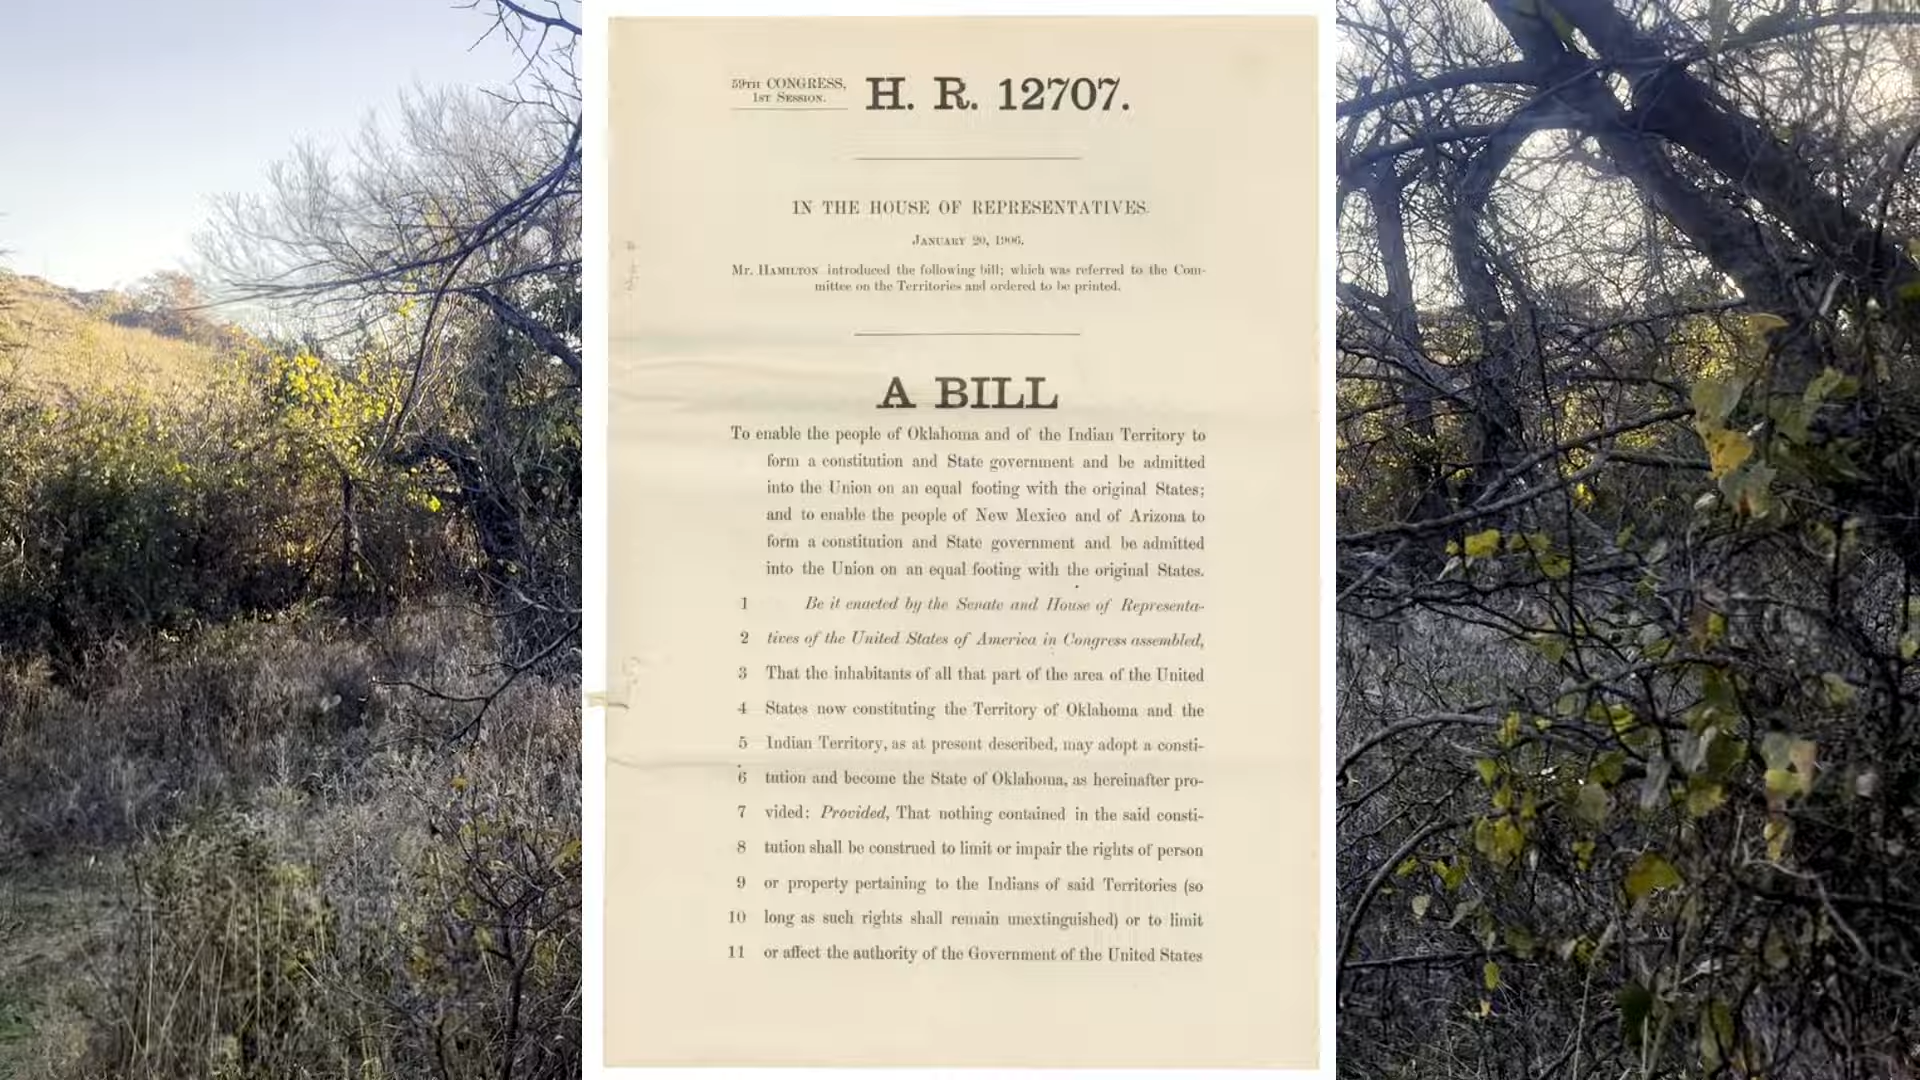 59TH CONGRESS,
1ST SESSION.
H. R. 12707.
IN THE HOUSE OF REPRESENTATIVES.
JANUARY 20, 1906.
Mr. HAMILTON introduced the following bill; which was referred to the Com-
mittee on the Territories and ordered to be printed.
A BILL
To enable the people of Oklahoma and of the Indian Territory to
form a constitution and State government and be admitted
into the Union on an equal footing with the original States;
and to enable the people of New Mexico and of Arizona to
form a constitution and State government and be admitted
into the Union on an equal footing with the original States.
1 Be it enacted by the Senate and House of Representa-
2 tives of the United States of America in Congress assembled,
3 That the inhabitants of all that part of the area of the United
4 States now constituting the Territory of Oklahoma and the
5 Indian Territory, as at present described, may adopt a consti-
6 tution and become the State of Oklahoma, as hereinafter pro-
7 vided: Provided, That nothing contained in the said consti-
8 tution shall be construed to limit or impair the rights of person
9 or property pertaining to the Indians of said Territories (so
10 long as such rights shall remain unextinguished) or to limit
11 or affect the authority of the Government of the United States